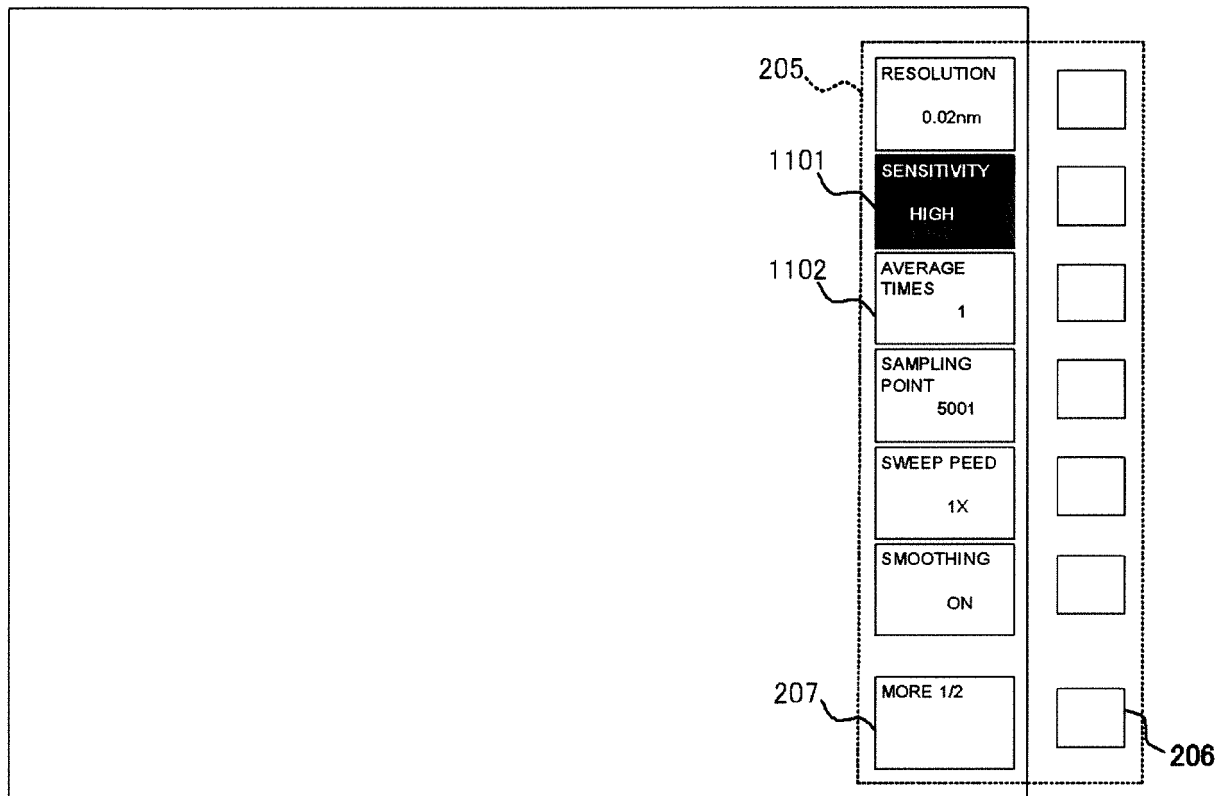 205
RESOLUTION
0.02nm
1101
SENSITIVITY
HIGH
1102
AVERAGE
TIMES
1
SAMPLING
POINT
5001
SWEEP PEED
1X
SMOOTHING
ON
207
MORE 1/2
206